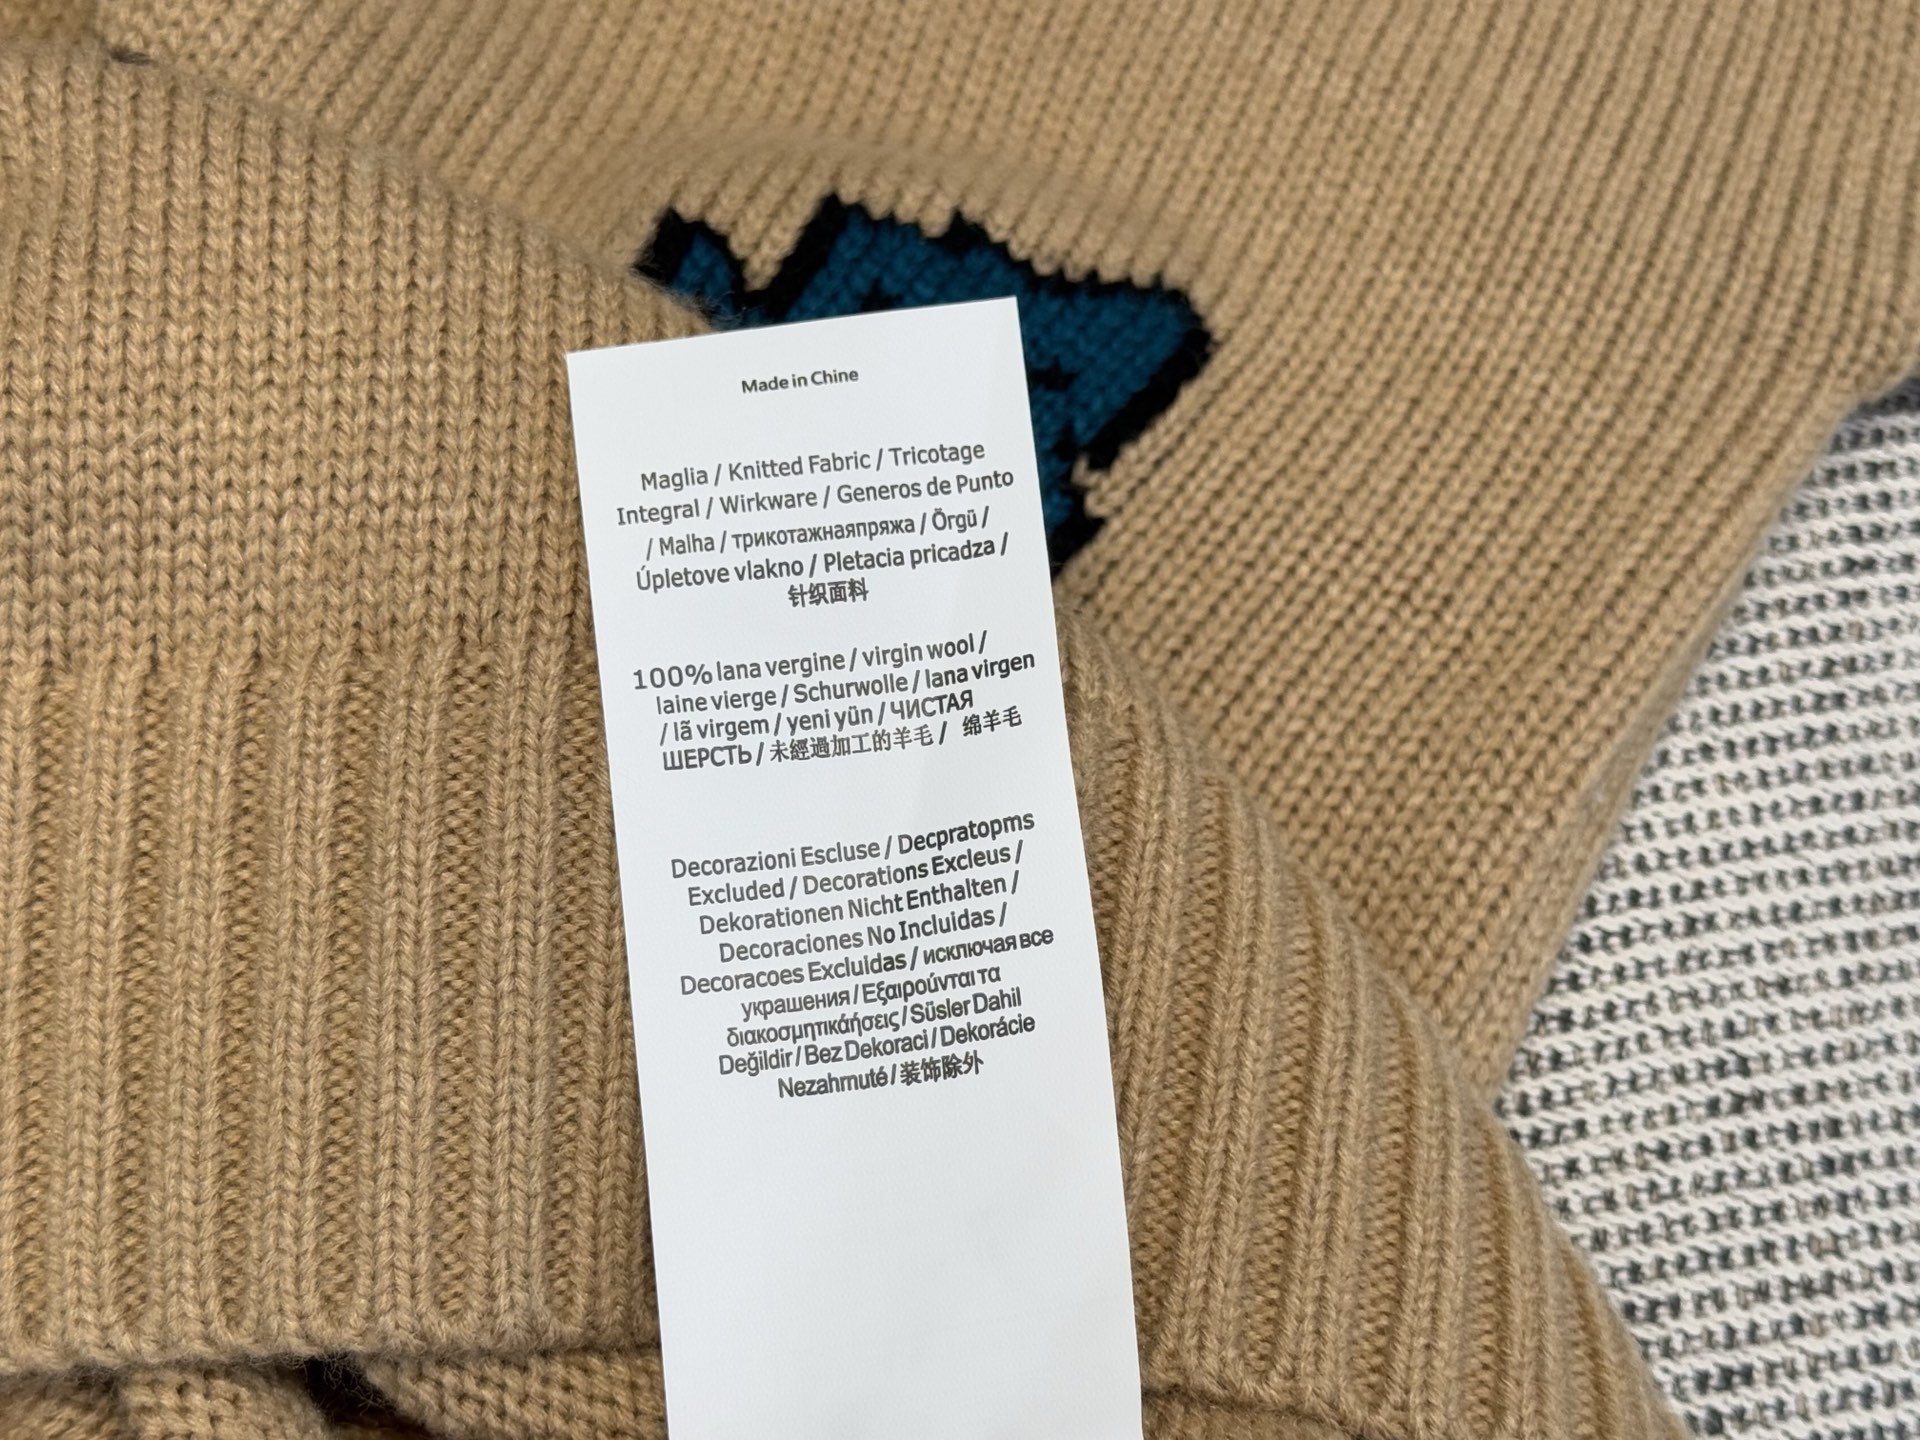 Made in Chine
Maglia / Knitted Fabric / Tricotage
Integral / Wirkware / Generos de Punto
/ Malha / трикотажнаяпряжа / Örgü /
Úpletove vlakno / Pletacia pricadza /
针织面料
100% lana vergine / virgin wool /
laine vierge / Schurwolle / lana virgen
/ lã virgem / yeni yün / ЧИСТАЯ
ШЕРСТЬ / 未經過加工的羊毛 / 绵羊毛
Decorazioni Escluse / Decpratopms
Excluded / Decorations Excleus /
Dekorationen Nicht Enthalten /
Decoraciones No Incluidas /
Decoracoes Excluidas / исключая все
украшения / Εξαιρούνται τα
διακοσμητικάήσεις / Süsler Dahil
Değildir / Bez Dekoraci / Dekorácie
Nezahrnuté / 装饰除外